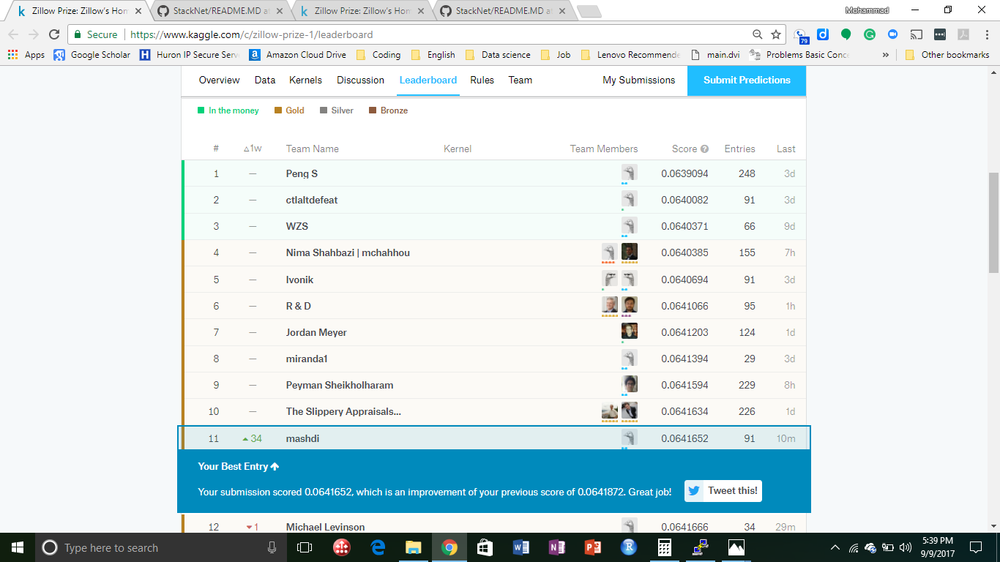 Zillow Prize: Zillow's Hom
StackNet/README.MD at
Zillow Prize: Zillow's Hom
StackNet/README.MD at
Mohammad
Secure https://www.kaggle.com/c/zillow-prize-1/leaderboard
79
Apps Google Scholar Huron IP Secure Serv Amazon Cloud Drive Coding English Data science Job Lenovo Recommende main.dvi Problems Basic Conce » Other bookmarks
Overview Data Kernels Discussion Leaderboard Rules Team My Submissions Submit Predictions
In the money Gold Silver Bronze
# △1w Team Name Kernel Team Members Score ? Entries Last
1 — Peng S 0.0639094 248 3d
2 — ctlaltdefeat 0.0640082 91 3d
3 — WZS 0.0640371 66 9d
4 — Nima Shahbazi | mchahhou 0.0640385 155 7h
5 — Ivonik 0.0640694 91 3d
6 — R & D 0.0641066 95 1h
7 — Jordan Meyer 0.0641203 124 1d
8 — miranda1 0.0641394 29 3d
9 — Peyman Sheikholharam 0.0641594 229 8h
10 — The Slippery Appraisals... 0.0641634 226 1d
11 ▲ 34 mashdi 0.0641652 91 10m
Your Best Entry ↑
Your submission scored 0.0641652, which is an improvement of your previous score of 0.0641872. Great job! Tweet this!
12 ▼ 1 Michael Levinson 0.0641666 34 29m
Type here to search
5:39 PM
9/9/2017